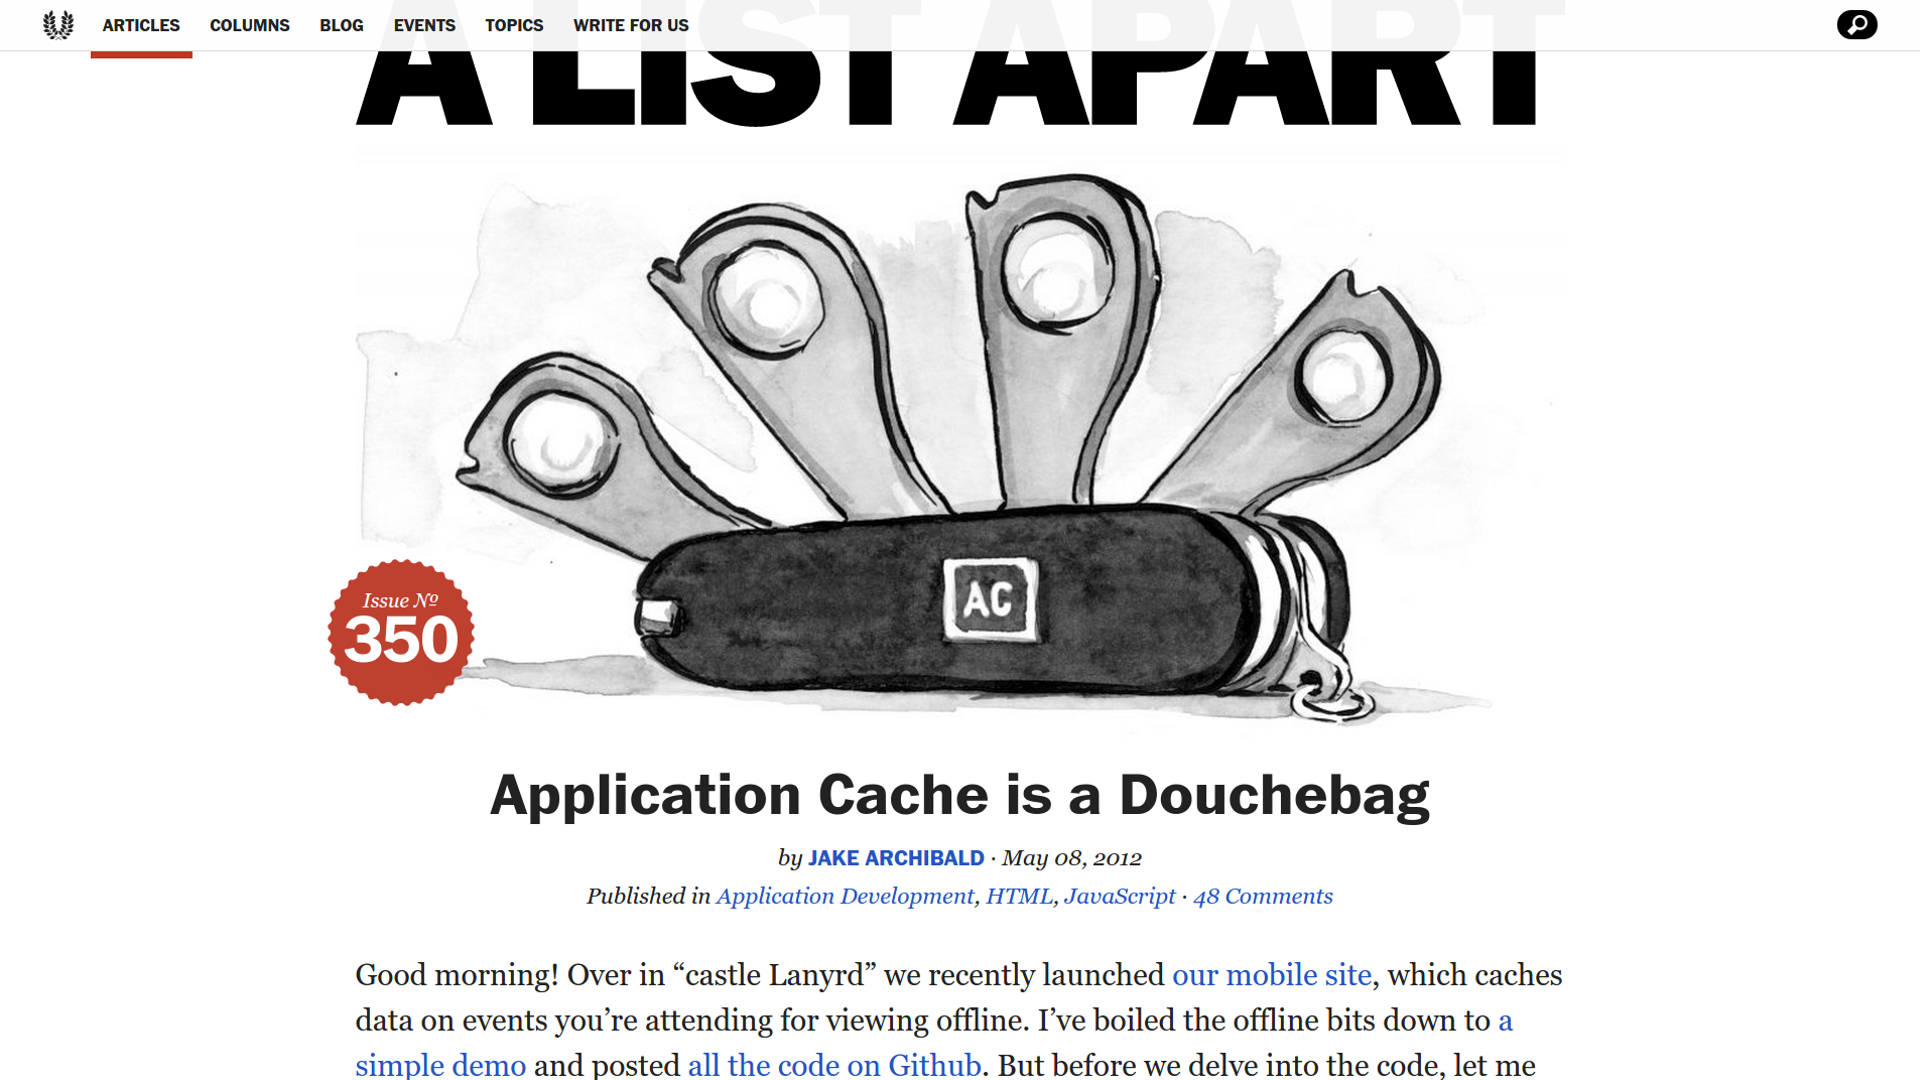 ARTICLES COLUMNS BLOG EVENTS TOPICS WRITE FOR US
A LIST APART
AC
Issue Nº
350
Application Cache is a Douchebag
by JAKE ARCHIBALD · May 08, 2012
Published in Application Development, HTML, JavaScript · 48 Comments
Good morning! Over in “castle Lanyrd” we recently launched our mobile site, which caches
data on events you’re attending for viewing offline. I’ve boiled the offline bits down to a
simple demo and posted all the code on Github. But before we delve into the code, let me